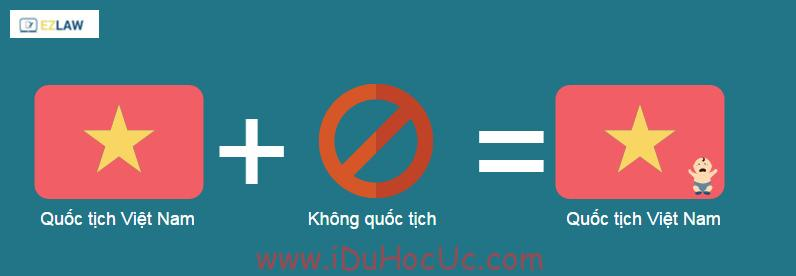 EZLAW
Quốc tịch Việt Nam
Không quốc tịch
Quốc tịch Việt Nam
www.iDuHocUc.com